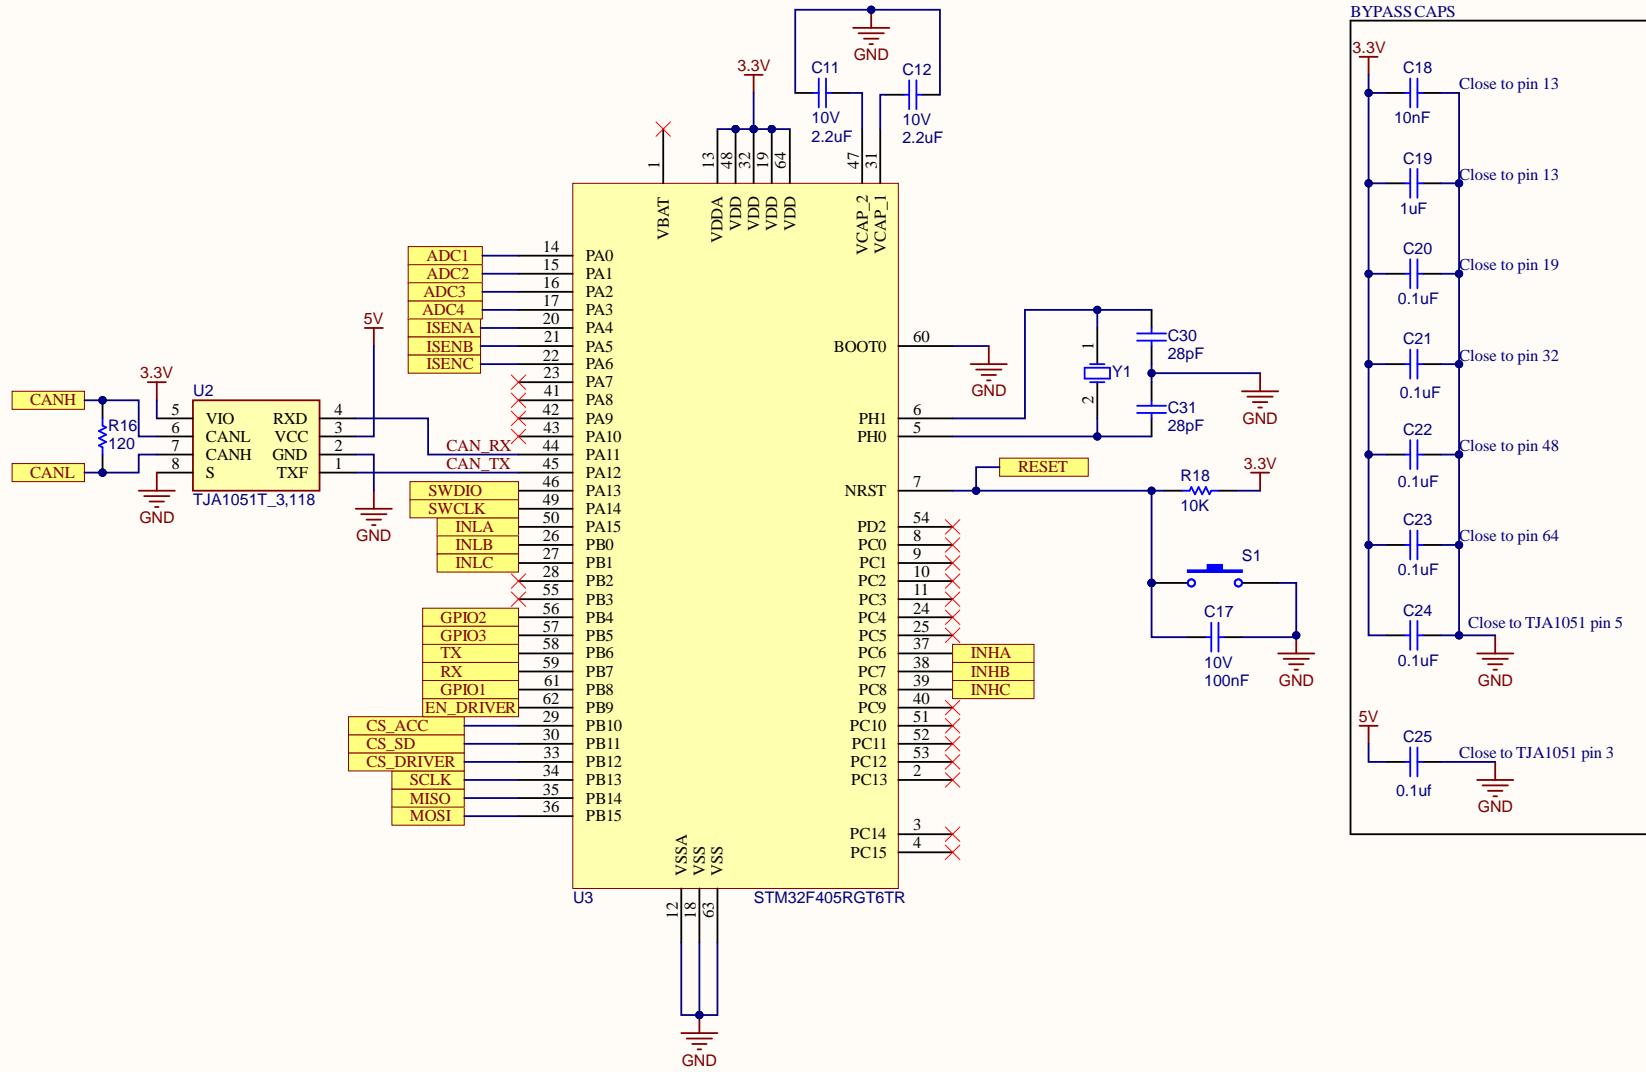 BYPASS CAPS
GND
3.3V
C11
10V
2.2uF
C12
10V
2.2uF
1
13
48
32
19
64
47
31
VBAT
VDDA
VDD
VDD
VDD
VDD
VCAP_2
VCAP_1
ADC1 14 PA0
ADC2 15 PA1
ADC3 16 PA2
ADC4 17 PA3
ISENA 20 PA4
ISENB 21 PA5
ISENC 22 PA6
23 PA7
41 PA8
42 PA9
43 PA10
CAN_RX 44 PA11
CAN_TX 45 PA12
SWDIO 46 PA13
SWCLK 49 PA14
INLA 50 PA15
INLB 26 PB0
INLC 27 PB1
28 PB2
55 PB3
GPIO2 56 PB4
GPIO3 57 PB5
TX 58 PB6
RX 59 PB7
GPIO1 61 PB8
EN_DRIVER 62 PB9
CS_ACC 29 PB10
CS_SD 30 PB11
CS_DRIVER 33 PB12
SCLK 34 PB13
MISO 35 PB14
MOSI 36 PB15
5V
3.3V
U2
CANH
R16
120
CANL
5 VIO RXD 4
6 CANL VCC 3
7 CANH GND 2
8 S TXF 1
TJA1051T_3,118
GND
GND
BOOT0 60
GND
PH1 6
PH0 5
1
Y1
2
C30
28pF
C31
28pF
GND
RESET
NRST 7
R18
10K
3.3V
PD2 54
PC0 8
PC1 9
PC2 10
PC3 11
PC4 24
PC5 25
PC6 37 INHA
PC7 38 INHB
PC8 39 INHC
PC9 40
PC10 51
PC11 52
PC12 53
PC13 2
PC14 3
PC15 4
S1
C17
10V
100nF
GND
VSSA
VSS
VSS
12
18
63
U3
STM32F405RGT6TR
GND
3.3V
C18
10nF
Close to pin 13
C19
1uF
Close to pin 13
C20
0.1uF
Close to pin 19
C21
0.1uF
Close to pin 32
C22
0.1uF
Close to pin 48
C23
0.1uF
Close to pin 64
C24
0.1uF
Close to TJA1051 pin 5
GND
5V
C25
0.1uf
Close to TJA1051 pin 3
GND